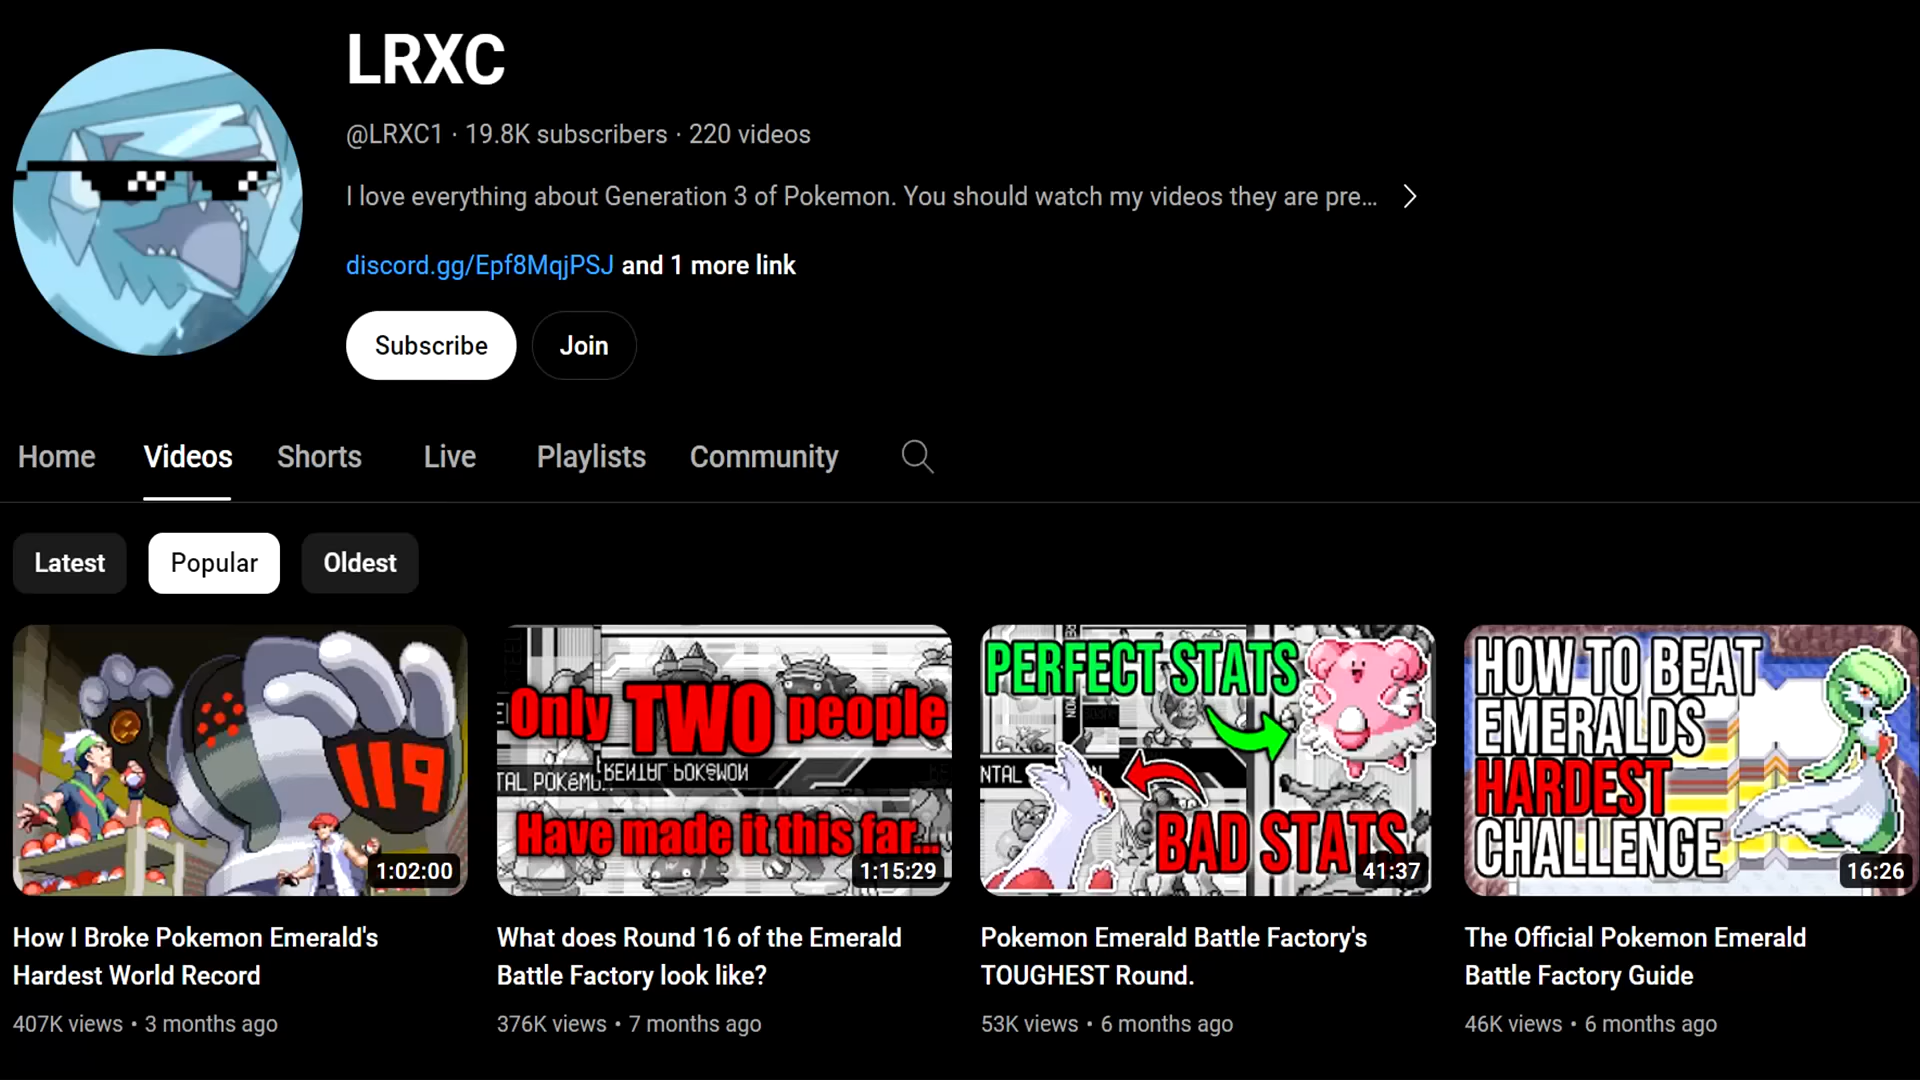 LRXC
@LRXC1 · 19.8K subscribers · 220 videos
I love everything about Generation 3 of Pokemon. You should watch my videos they are pre...
discord.gg/Epf8MqjPSJ and 1 more link
Subscribe
Join
Home
Videos
Shorts
Live
Playlists
Community
Latest
Popular
Oldest
119
1:02:00
Only TWO people
RENTAL POKéMON
Have made it this far...
1:15:29
PERFECT STATS
BAD STATS
41:37
HOW TO BEAT
EMERALDS
HARDEST
CHALLENGE
16:26
How I Broke Pokemon Emerald's
Hardest World Record
407K views • 3 months ago
What does Round 16 of the Emerald
Battle Factory look like?
376K views • 7 months ago
Pokemon Emerald Battle Factory's
TOUGHEST Round.
53K views • 6 months ago
The Official Pokemon Emerald
Battle Factory Guide
46K views • 6 months ago